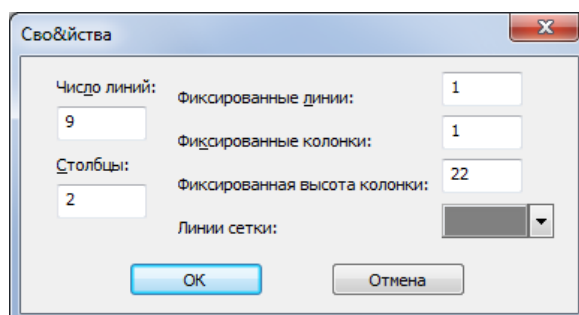 Сво&йства
Число линий:
9
Столбцы:
2
Фиксированные линии:
1
Фиксированные колонки:
1
Фиксированная высота колонки:
22
Линии сетки:
OK
Отмена